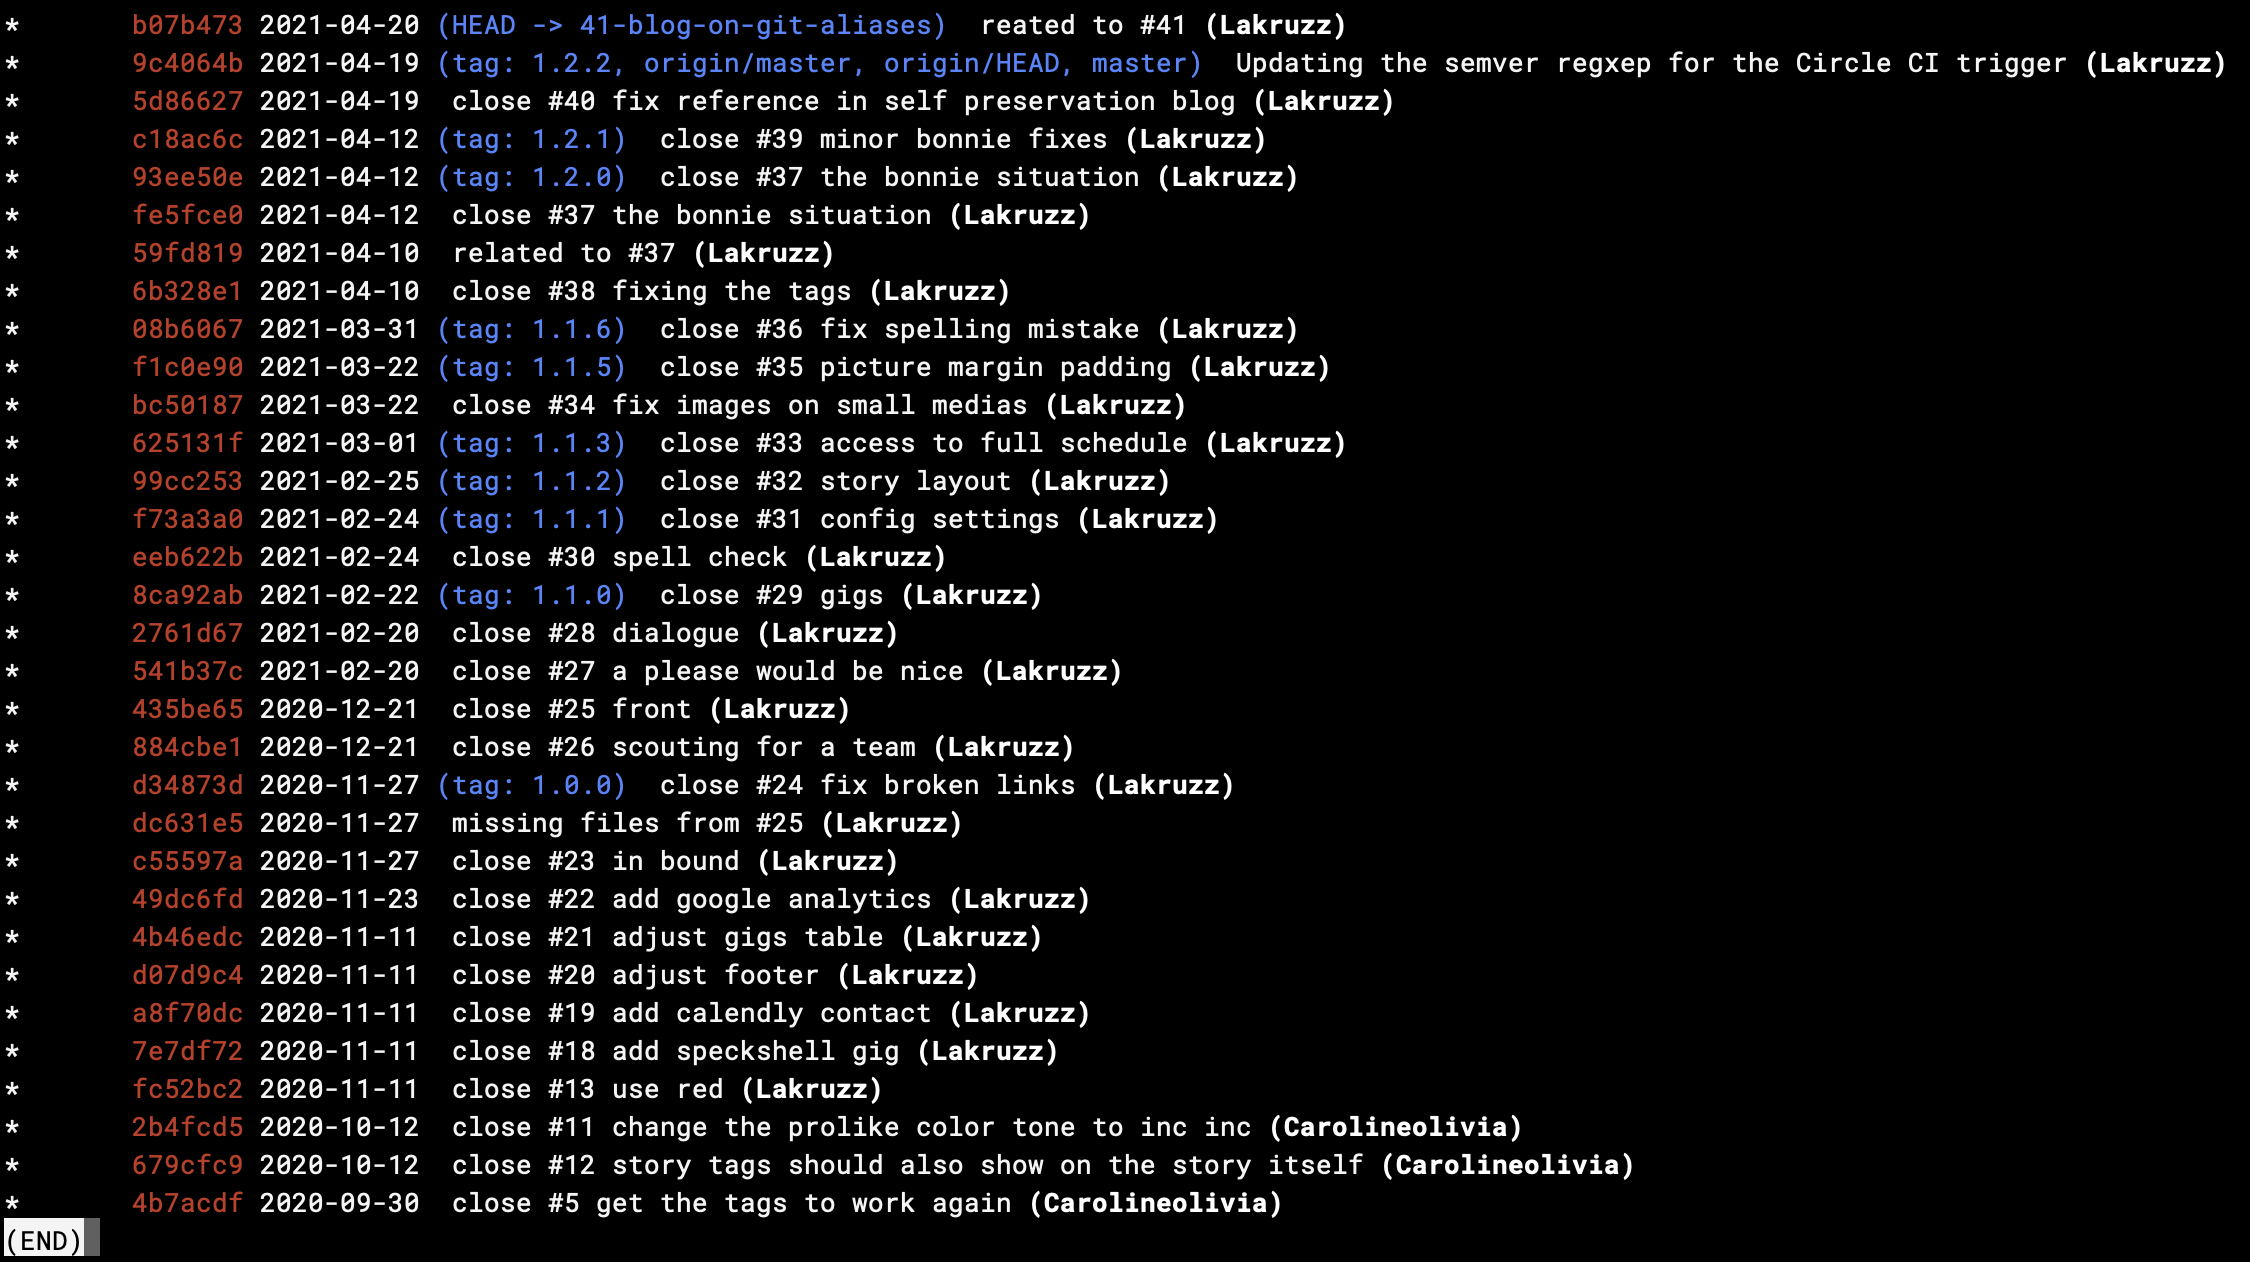 * b07b473 2021-04-20 (HEAD -> 41-blog-on-git-aliases)  reated to #41 (Lakruzz)
* 9c4064b 2021-04-19 (tag: 1.2.2, origin/master, origin/HEAD, master)  Updating the semver regxep for the Circle CI trigger (Lakruzz)
* 5d86627 2021-04-19  close #40 fix reference in self preservation blog (Lakruzz)
* c18ac6c 2021-04-12 (tag: 1.2.1)  close #39 minor bonnie fixes (Lakruzz)
* 93ee50e 2021-04-12 (tag: 1.2.0)  close #37 the bonnie situation (Lakruzz)
* fe5fce0 2021-04-12  close #37 the bonnie situation (Lakruzz)
* 59fd819 2021-04-10  related to #37 (Lakruzz)
* 6b328e1 2021-04-10  close #38 fixing the tags (Lakruzz)
* 08b6067 2021-03-31 (tag: 1.1.6)  close #36 fix spelling mistake (Lakruzz)
* f1c0e90 2021-03-22 (tag: 1.1.5)  close #35 picture margin padding (Lakruzz)
* bc50187 2021-03-22  close #34 fix images on small medias (Lakruzz)
* 625131f 2021-03-01 (tag: 1.1.3)  close #33 access to full schedule (Lakruzz)
* 99cc253 2021-02-25 (tag: 1.1.2)  close #32 story layout (Lakruzz)
* f73a3a0 2021-02-24 (tag: 1.1.1)  close #31 config settings (Lakruzz)
* eeb622b 2021-02-24  close #30 spell check (Lakruzz)
* 8ca92ab 2021-02-22 (tag: 1.1.0)  close #29 gigs (Lakruzz)
* 2761d67 2021-02-20  close #28 dialogue (Lakruzz)
* 541b37c 2021-02-20  close #27 a please would be nice (Lakruzz)
* 435be65 2020-12-21  close #25 front (Lakruzz)
* 884cbe1 2020-12-21  close #26 scouting for a team (Lakruzz)
* d34873d 2020-11-27 (tag: 1.0.0)  close #24 fix broken links (Lakruzz)
* dc631e5 2020-11-27  missing files from #25 (Lakruzz)
* c55597a 2020-11-27  close #23 in bound (Lakruzz)
* 49dc6fd 2020-11-23  close #22 add google analytics (Lakruzz)
* 4b46edc 2020-11-11  close #21 adjust gigs table (Lakruzz)
* d07d9c4 2020-11-11  close #20 adjust footer (Lakruzz)
* a8f70dc 2020-11-11  close #19 add calendly contact (Lakruzz)
* 7e7df72 2020-11-11  close #18 add speckshell gig (Lakruzz)
* fc52bc2 2020-11-11  close #13 use red (Lakruzz)
* 2b4fcd5 2020-10-12  close #11 change the prolike color tone to inc inc (Carolineolivia)
* 679cfc9 2020-10-12  close #12 story tags should also show on the story itself (Carolineolivia)
* 4b7acdf 2020-09-30  close #5 get the tags to work again (Carolineolivia)
(END)